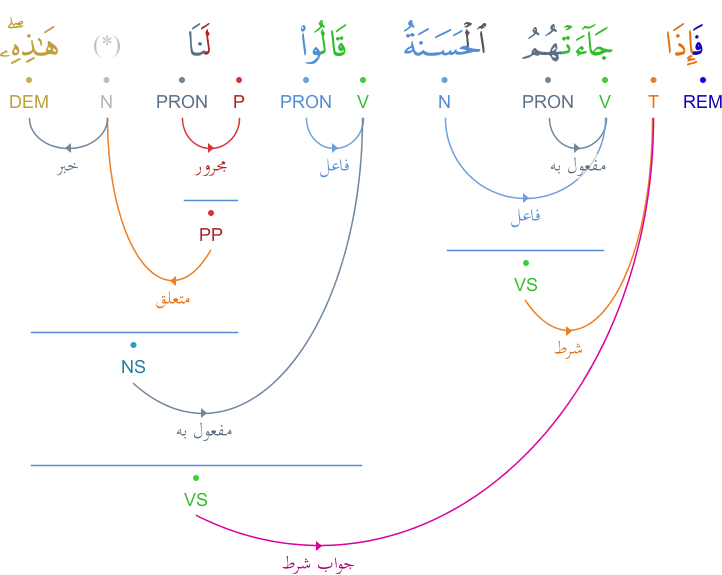 فَإِذَا جَآءَتْهُمُ ٱلْحَسَنَةُ قَالُوا۟ لَنَا (*) هَـٰذِهِۦ ۖ
REM T V PRON N V PRON P PRON N DEM
مفعول به فاعل مجرور خبر
فاعل
PP
VS
متعلق
شرط
NS
مفعول به
VS
جواب شرط